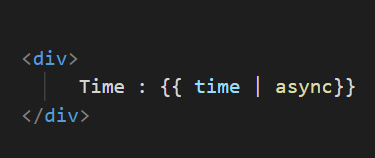 <div>
Time : {{ time | async}}
</div>